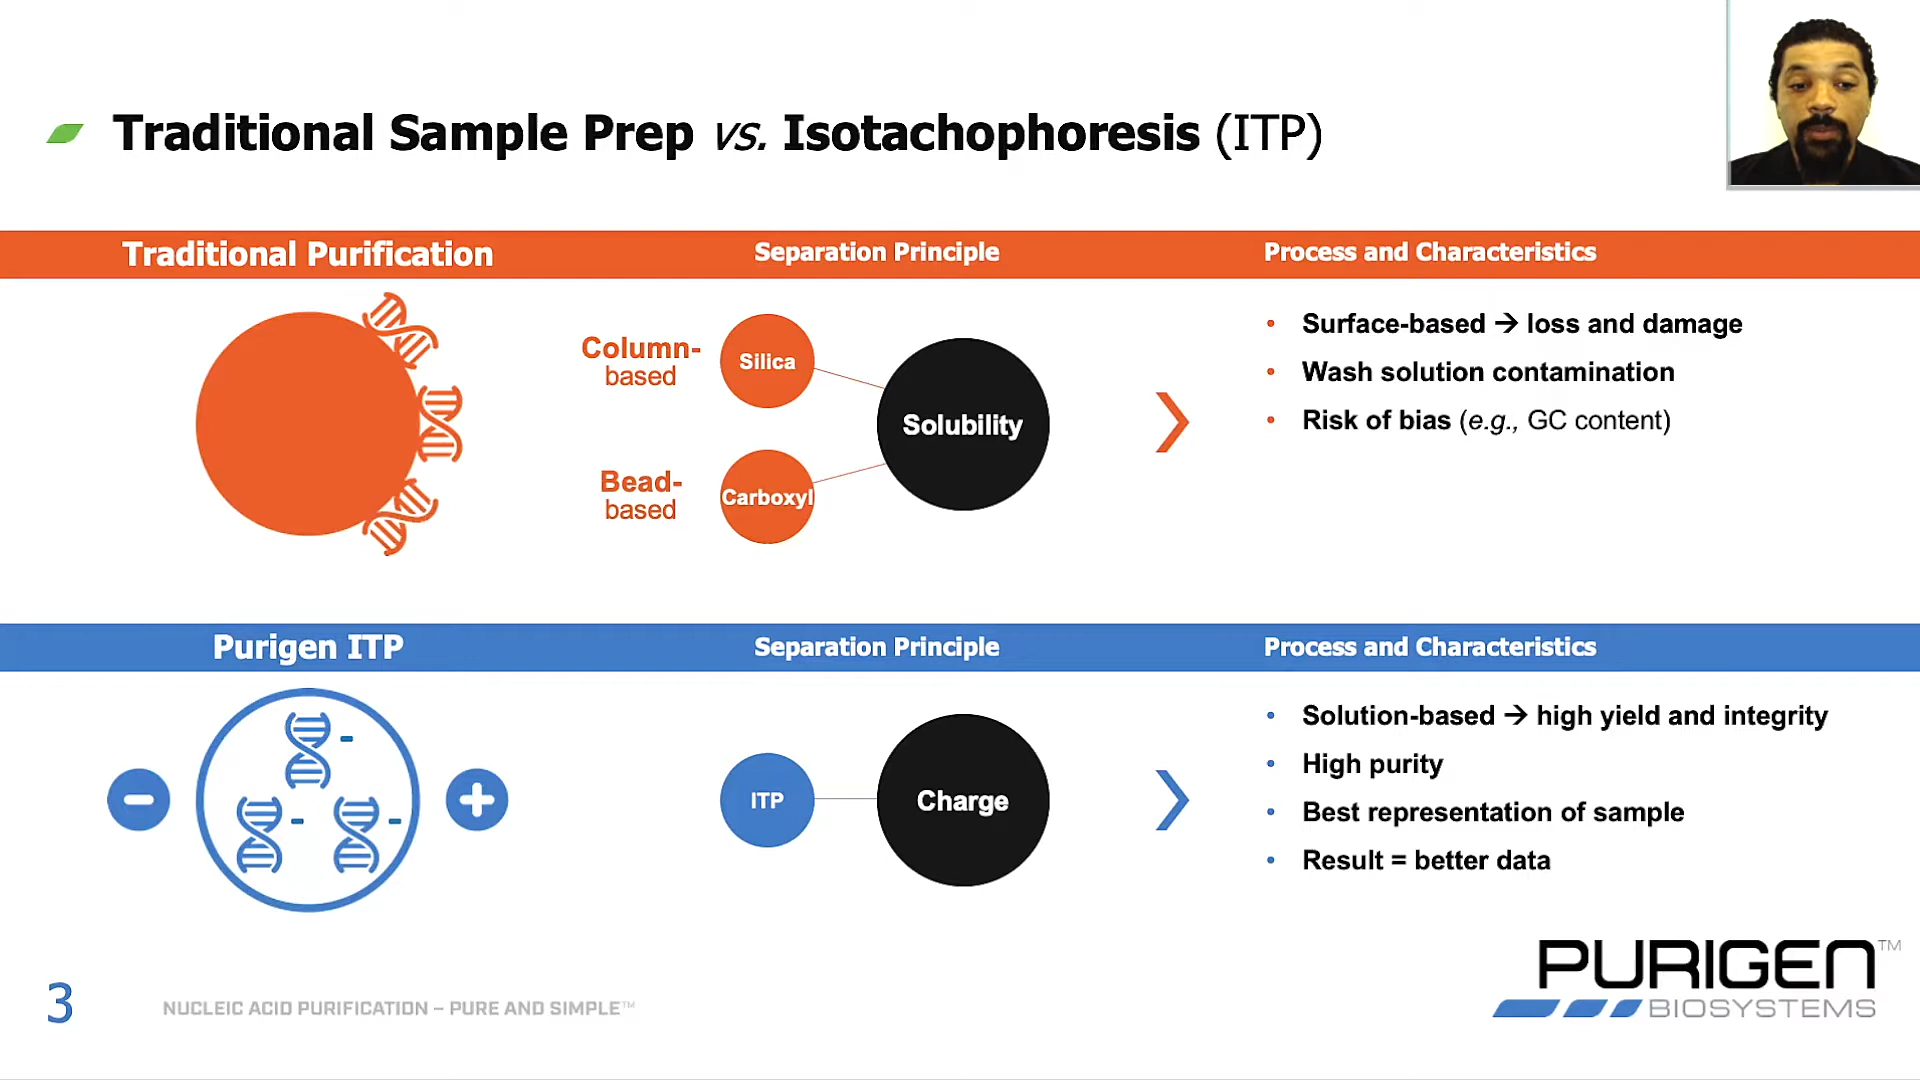 Traditional Sample Prep vs. Isotachophoresis (ITP)
Traditional Purification
Separation Principle
Process and Characteristics
Column-
based
Silica
Bead-
based
Carboxyl
Solubility
• Surface-based → loss and damage
• Wash solution contamination
• Risk of bias (e.g., GC content)
Purigen ITP
Separation Principle
Process and Characteristics
ITP
Charge
• Solution-based → high yield and integrity
• High purity
• Best representation of sample
• Result = better data
3
NUCLEIC ACID PURIFICATION – PURE AND SIMPLE™
PURIGEN™
BIOSYSTEMS